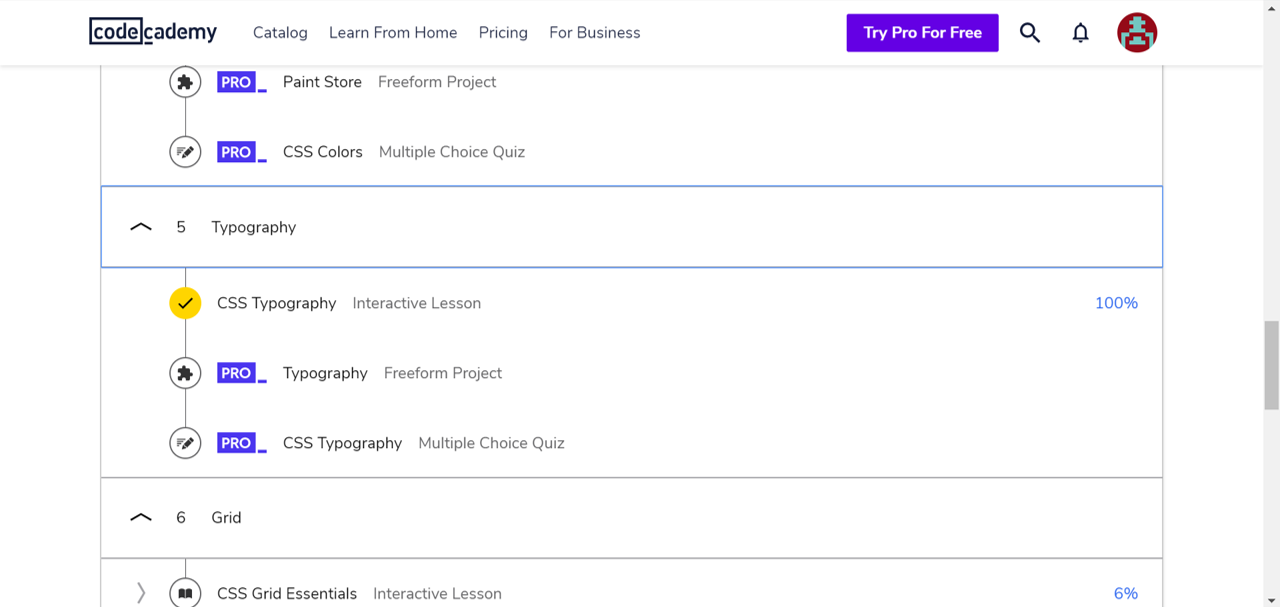 codecademy Catalog Learn From Home Pricing For Business Try Pro For Free
PRO Paint Store Freeform Project
PRO CSS Colors Multiple Choice Quiz
5 Typography
CSS Typography Interactive Lesson 100%
PRO Typography Freeform Project
PRO CSS Typography Multiple Choice Quiz
6 Grid
CSS Grid Essentials Interactive Lesson 6%